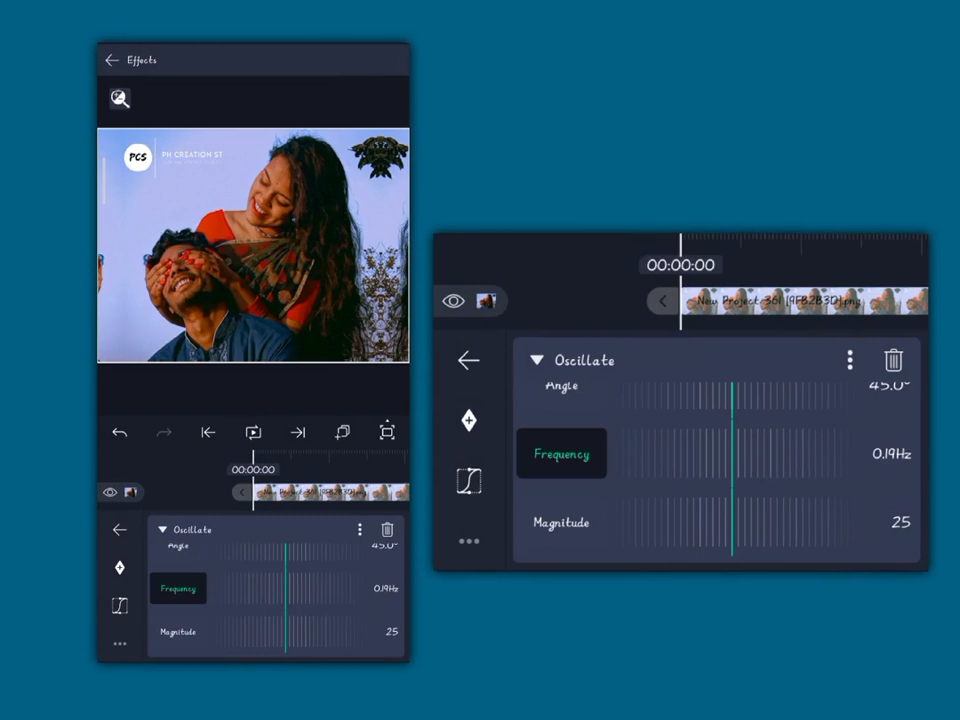 Effects
PCS
PH CREATION ST
00:00:00
Oscillate
Angle
45.0°
Frequency
0.19Hz
Magnitude
25
00:00:00
New Project 361 [9FB2B3D].png
Oscillate
Angle
45.0°
Frequency
0.19Hz
Magnitude
25